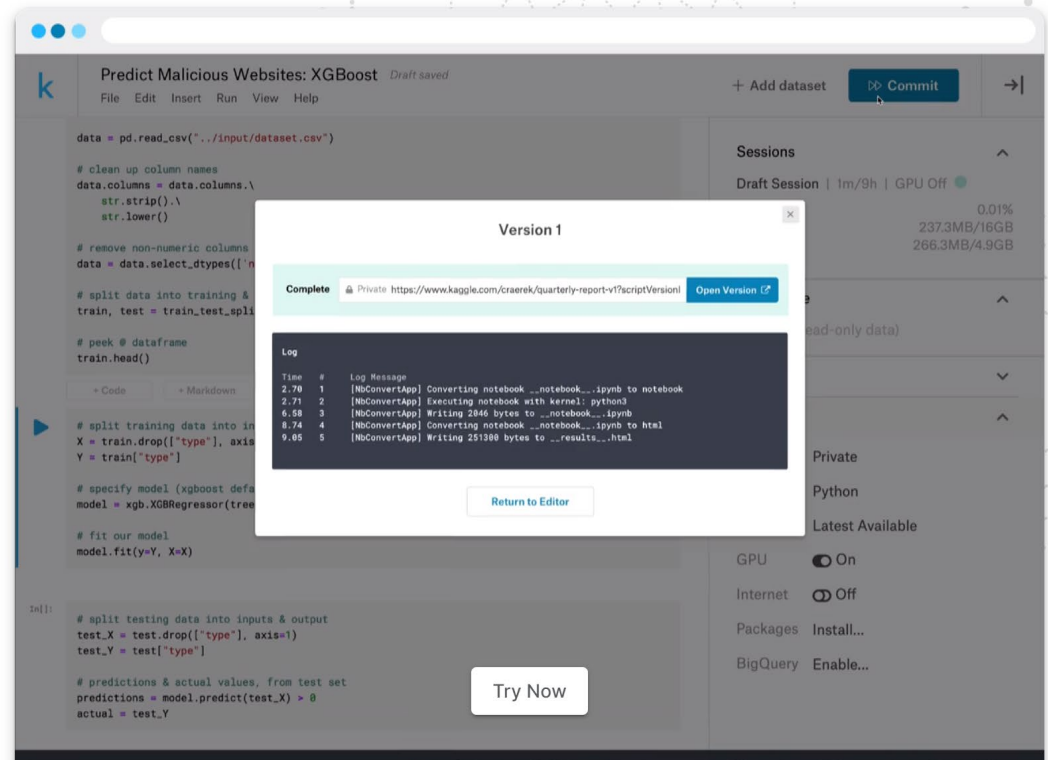 k
Predict Malicious Websites: XGBoost Draft saved
File Edit Insert Run View Help
+ Add dataset
Commit
data = pd.read_csv("../input/dataset.csv")
# clean up column names
data.columns = data.columns.\
str.strip().\
str.lower()
# remove non-numeric columns
data = data.select_dtypes(['n
# split data into training &
train, test = train_test_spli
# peek @ dataframe
train.head()
+ Code + Markdown
# split training data into in
X = train.drop(["type"], axis
Y = train["type"]
# specify model (xgboost defa
model = xgb.XGBRegressor(tree
# fit our model
model.fit(y=Y, X=X)
In[]:
# split testing data into inputs & output
test_X = test.drop(["type"], axis=1)
test_Y = test["type"]
# predictions & actual values, from test set
predictions = model.predict(test_X) > 0
actual = test_Y
Version 1
Complete Private https://www.kaggle.com/craerek/quarterly-report-v1?scriptVersionI Open Version
Log
Time # Log Message
2.70 1 [NbConvertApp] Converting notebook __notebook__.ipynb to notebook
2.71 2 [NbConvertApp] Executing notebook with kernel: python3
6.58 3 [NbConvertApp] Writing 2046 bytes to __notebook__.ipynb
8.74 4 [NbConvertApp] Converting notebook __notebook__.ipynb to html
9.05 5 [NbConvertApp] Writing 251300 bytes to __results__.html
Return to Editor
Try Now
Sessions
Draft Session | 1m/9h | GPU Off
0.01%
237.3MB/16GB
266.3MB/4.9GB
ead-only data)
Private
Python
Latest Available
GPU On
Internet Off
Packages Install...
BigQuery Enable...